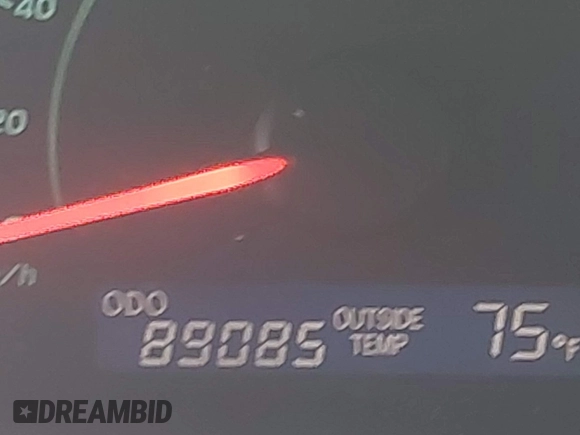 40
20
/h
ODO 89085 OUTSIDE TEMP 75°F
DREAMBID